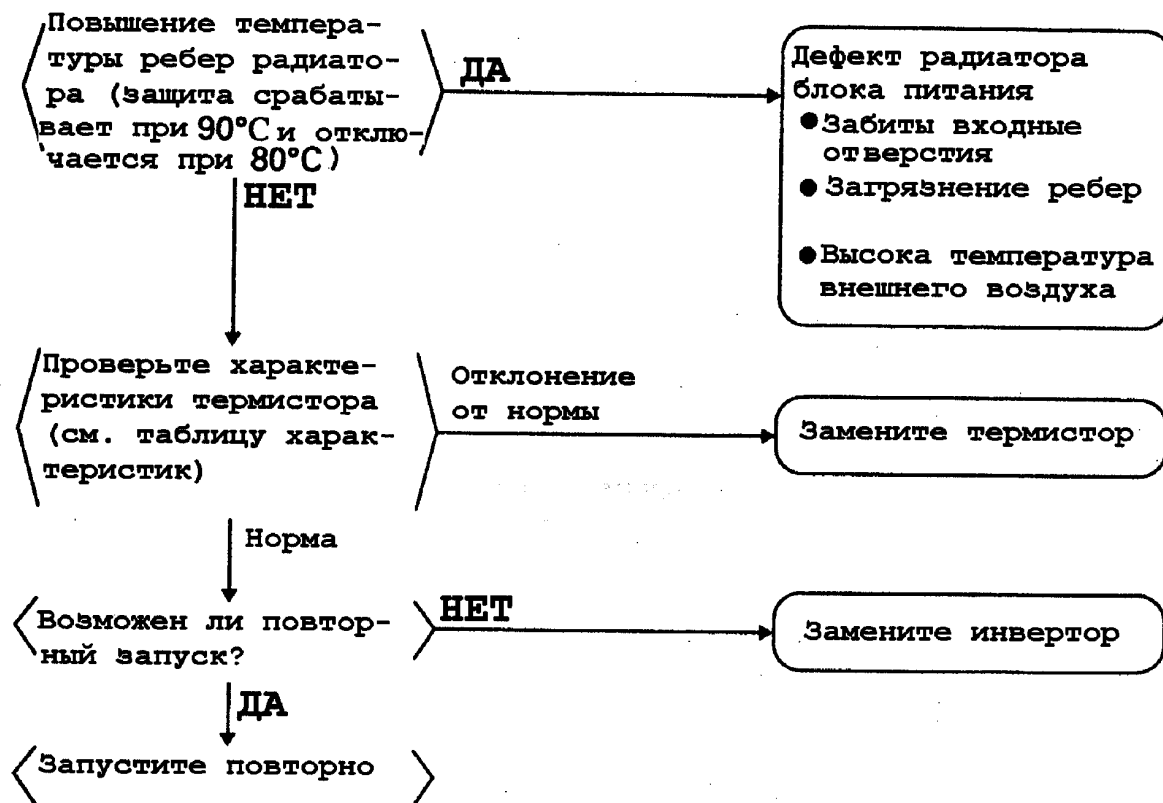 Повышение темпера-
туры ребер радиато-
ра (защита срабаты-
вает при 90°C и отклю-
чается при 80°C)
ДА
Дефект радиатора
блока питания
● Забиты входные
отверстия
● Загрязнение ребер
● Высока температура
внешнего воздуха
НЕТ
Проверьте характе-
ристики термистора
(см. таблицу харак-
теристик)
Отклонение
от нормы
Замените термистор
Норма
Возможен ли повтор-
ный запуск?
НЕТ
Замените инвертор
ДА
Запустите повторно